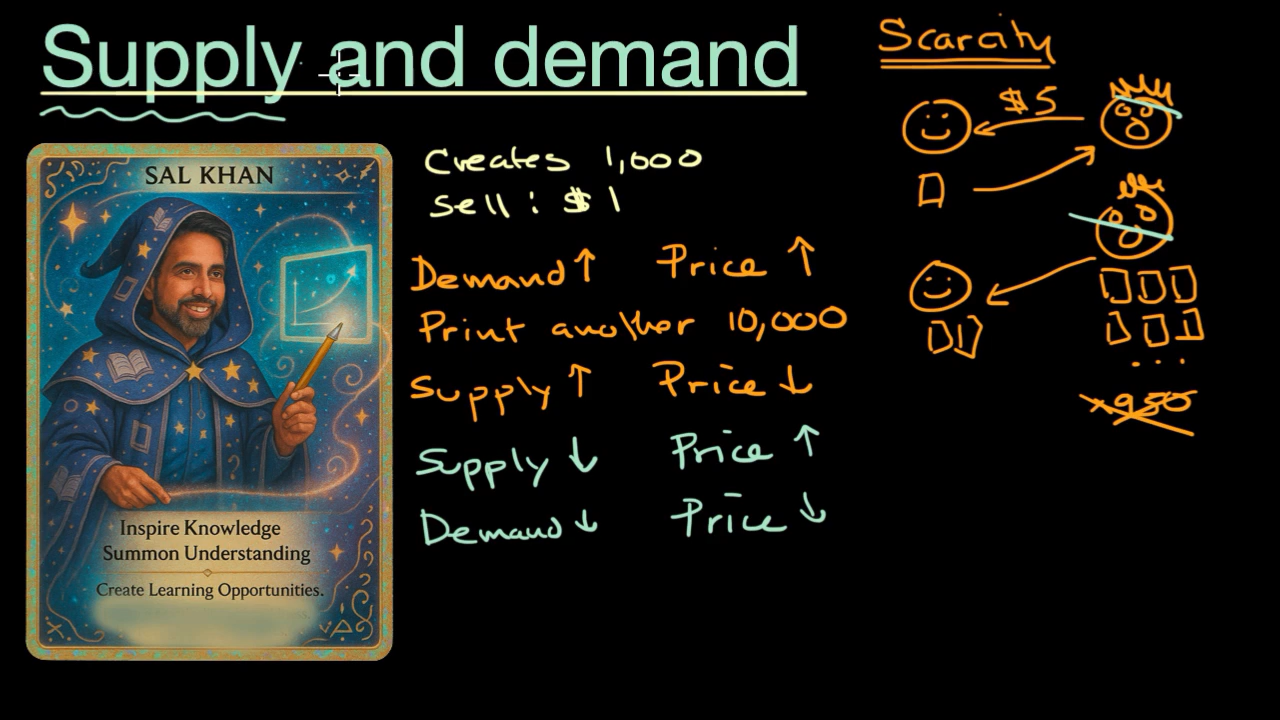 Supply and demand
SAL KHAN
Inspire Knowledge
Summon Understanding
Create Learning Opportunities.
Creates 1,000
Sell: $1
Demand ↑ Price ↑
Print another 10,000
Supply ↑ Price ↓
Supply ↓ Price ↑
Demand ↓ Price ↓
Scarcity
$5